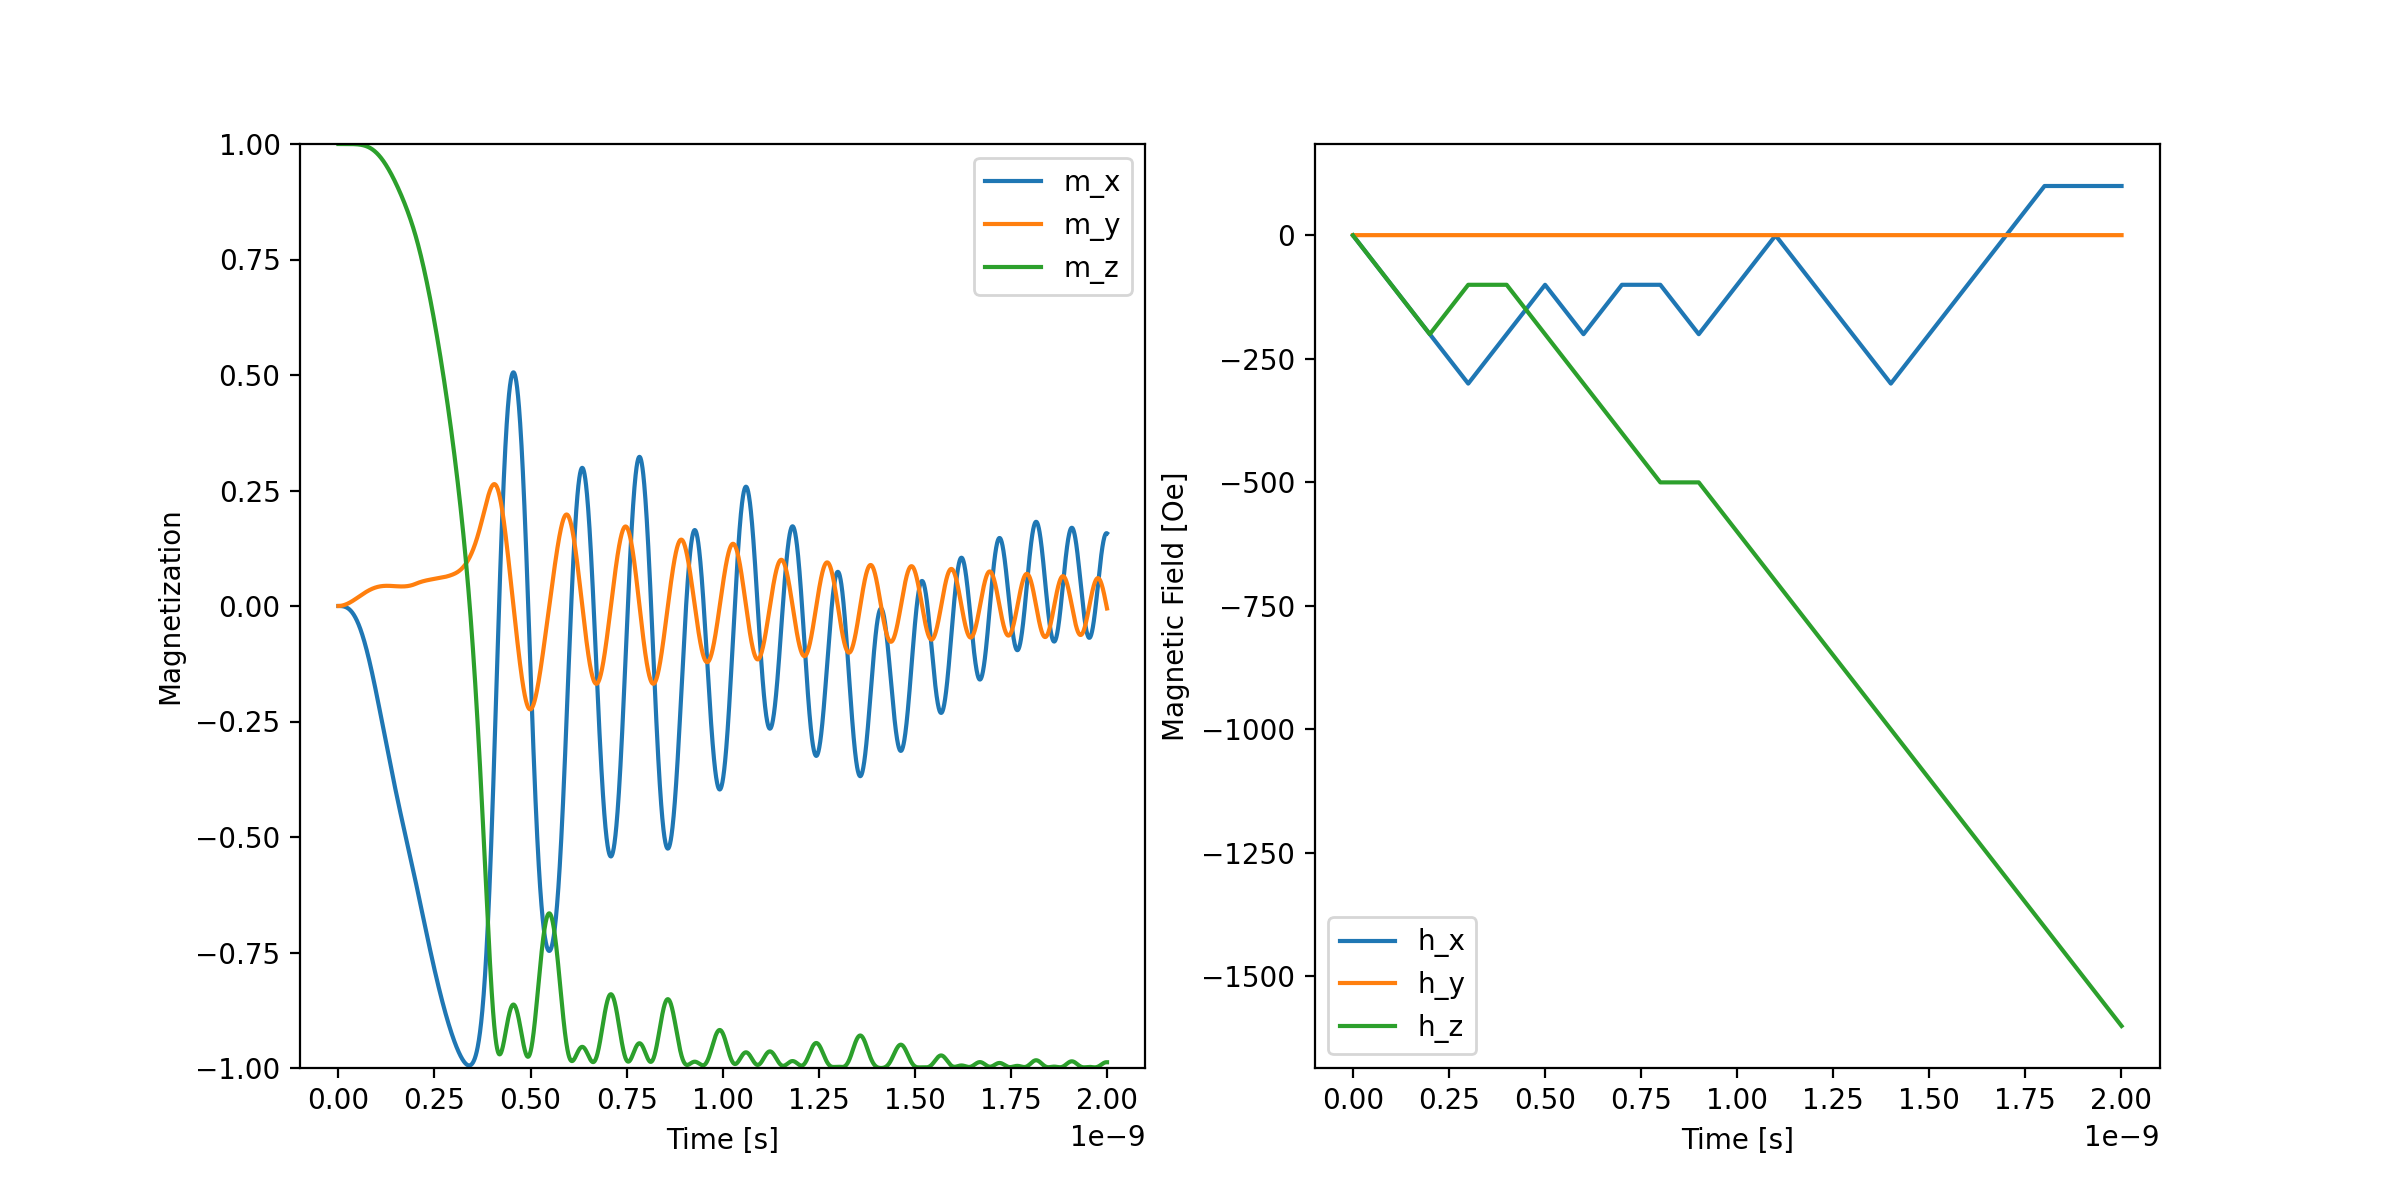 1.00
0.75
0.50
0.25
0.00
−0.25
−0.50
−0.75
−1.00
Magnetization
m_x
m_y
m_z
0.00 0.25 0.50 0.75 1.00 1.25 1.50 1.75 2.00
Time [s]
1e−9
0
−250
−500
−750
−1000
−1250
−1500
Magnetic Field [Oe]
h_x
h_y
h_z
0.00 0.25 0.50 0.75 1.00 1.25 1.50 1.75 2.00
Time [s]
1e−9